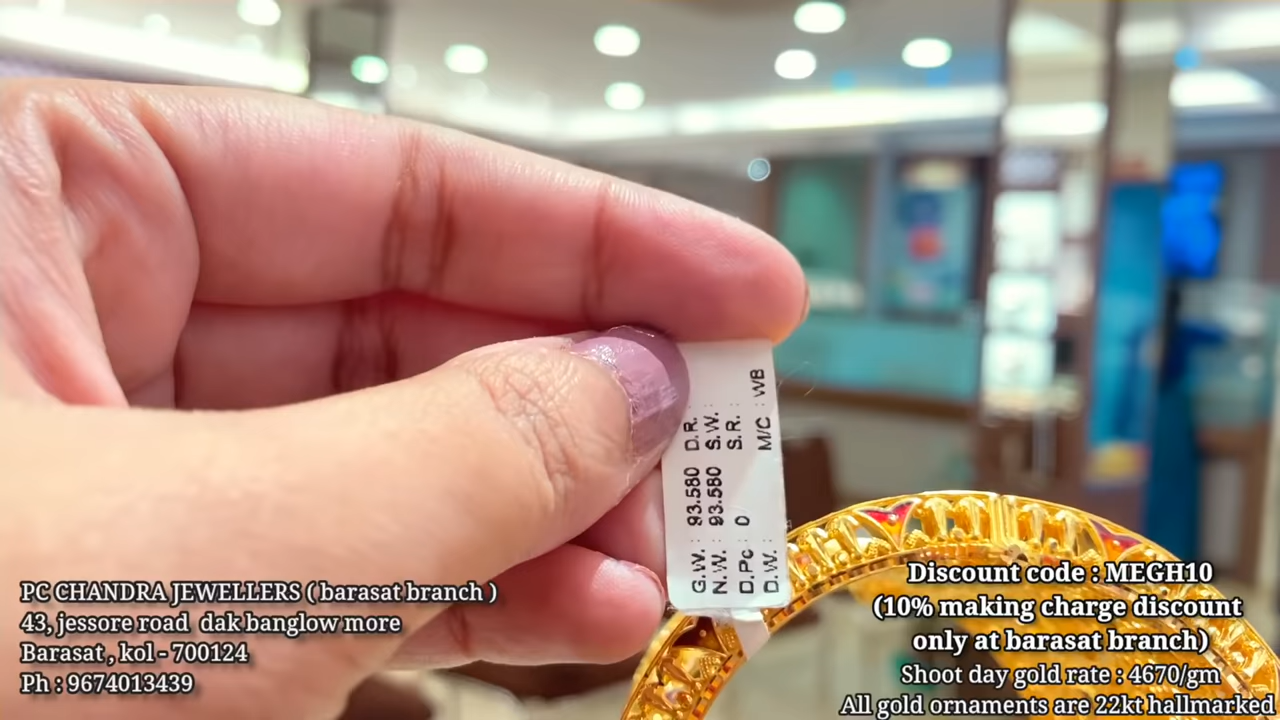 G.W. : 93.580 D.R. :
N.W. : 93.580 S.W. :
D.Pc : 0 S.R. :
D.W. : M/C : WB
PC CHANDRA JEWELLERS ( barasat branch )
43, jessore road dak banglow more
Barasat , kol - 700124
Ph : 9674013439
Discount code : MEGH10
(10% making charge discount
only at barasat branch)
Shoot day gold rate : 4670/gm
All gold ornaments are 22kt hallmarked